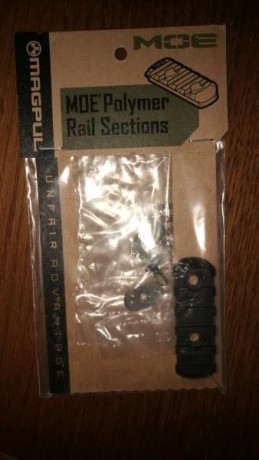 MAGPUL
MOE
MOE Polymer
Rail Sections
UNFAIR ADVANTAGE